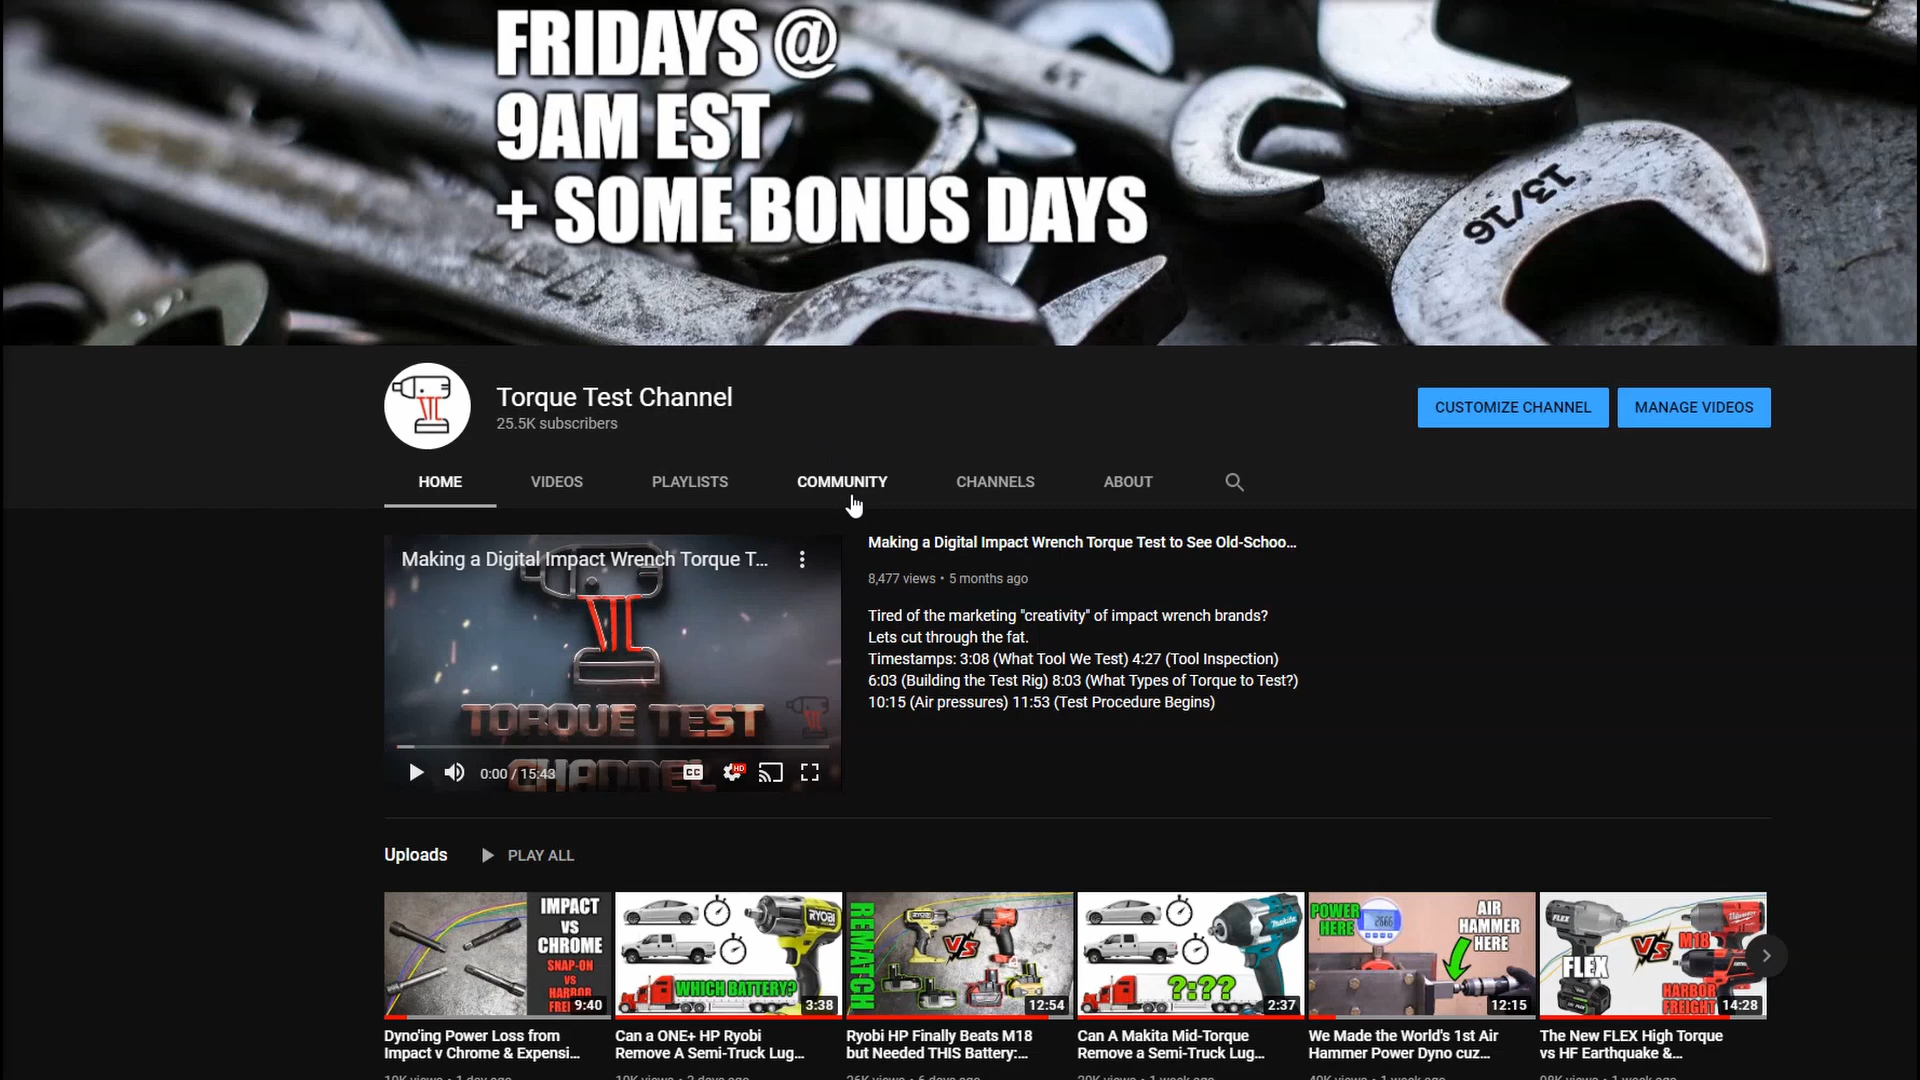 FRIDAYS @
9AM EST
+ SOME BONUS DAYS
13/16
Torque Test Channel
25.5K subscribers
CUSTOMIZE CHANNEL
MANAGE VIDEOS
HOME
VIDEOS
PLAYLISTS
COMMUNITY
CHANNELS
ABOUT
Making a Digital Impact Wrench Torque T...
TORQUE TEST
CHANNEL
0:00 / 15:43
CC
HD
Making a Digital Impact Wrench Torque Test to See Old-Schoo...
8,477 views • 5 months ago
Tired of the marketing "creativity" of impact wrench brands?
Lets cut through the fat.
Timestamps: 3:08 (What Tool We Test) 4:27 (Tool Inspection)
6:03 (Building the Test Rig) 8:03 (What Types of Torque to Test?)
10:15 (Air pressures) 11:53 (Test Procedure Begins)
Uploads
PLAY ALL
IMPACT
VS
CHROME
SNAP-ON
VS
HARBOR
FREI
9:40
Dyno'ing Power Loss from
Impact v Chrome & Expensi...
RYOBI
WHICH BATTERY?
3:38
Can a ONE+ HP Ryobi
Remove A Semi-Truck Lug...
REMATCH
VS
12:54
Ryobi HP Finally Beats M18
but Needed THIS Battery:...
makita
?:??
2:37
Can A Makita Mid-Torque
Remove a Semi-Truck Lug...
POWER
HERE
AIR
HAMMER
HERE
12:15
We Made the World's 1st Air
Hammer Power Dyno cuz...
FLEX
FLEX
VS
Milwaukee
M18
HARBOR
FREIGHT
14:28
The New FLEX High Torque
vs HF Earthquake &...